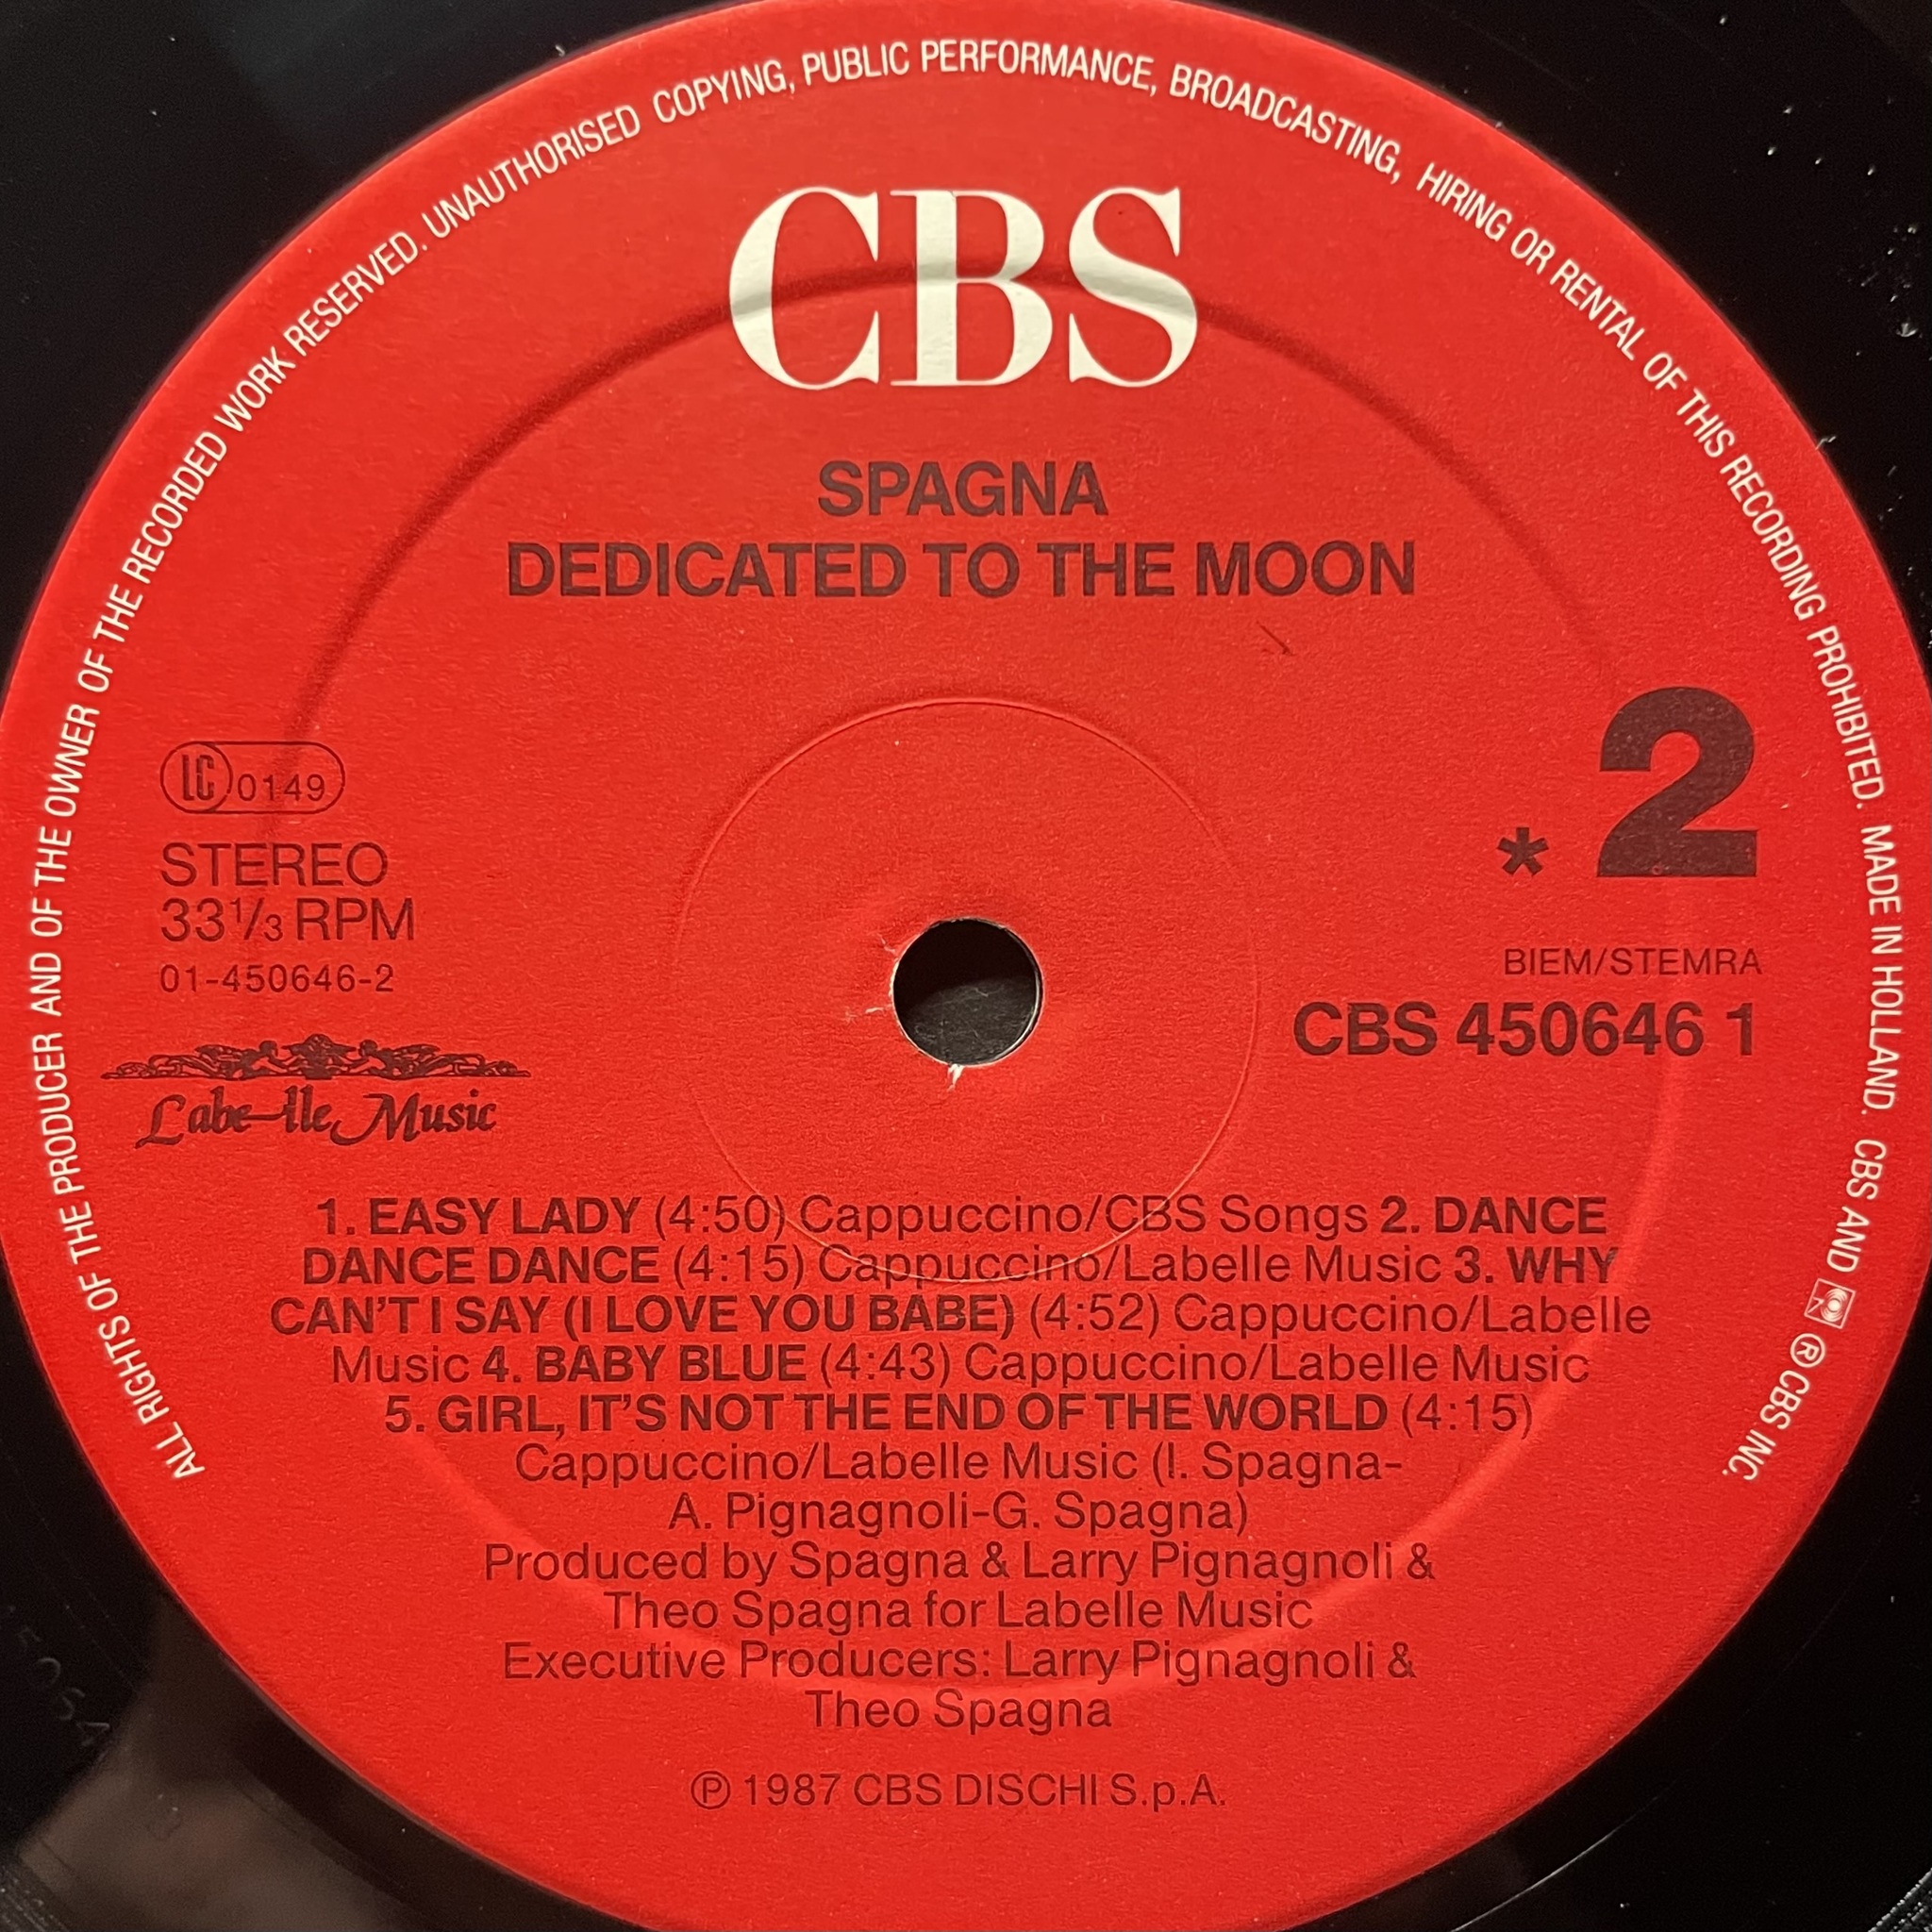 ALL RIGHTS OF THE PRODUCER AND OF THE OWNER OF THE RECORDED WORK RESERVED. UNAUTHORISED COPYING, PUBLIC PERFORMANCE, BROADCASTING, HIRING OR RENTAL OF THIS RECORDING PROHIBITED. MADE IN HOLLAND. CBS AND ® CBS INC.
CBS
SPAGNA
DEDICATED TO THE MOON
LC 0149
STEREO
33⅓ RPM
01-450646-2
Labelle Music
* 2
BIEM/STEMRA
CBS 450646 1
1. EASY LADY (4:50) Cappuccino/CBS Songs 2. DANCE
DANCE DANCE (4:15) Cappuccino/Labelle Music 3. WHY
CAN'T I SAY (I LOVE YOU BABE) (4:52) Cappuccino/Labelle
Music 4. BABY BLUE (4:43) Cappuccino/Labelle Music
5. GIRL, IT'S NOT THE END OF THE WORLD (4:15)
Cappuccino/Labelle Music (I. Spagna-
A. Pignagnoli-G. Spagna)
Produced by Spagna & Larry Pignagnoli &
Theo Spagna for Labelle Music
Executive Producers: Larry Pignagnoli &
Theo Spagna
℗ 1987 CBS DISCHI S.p.A.